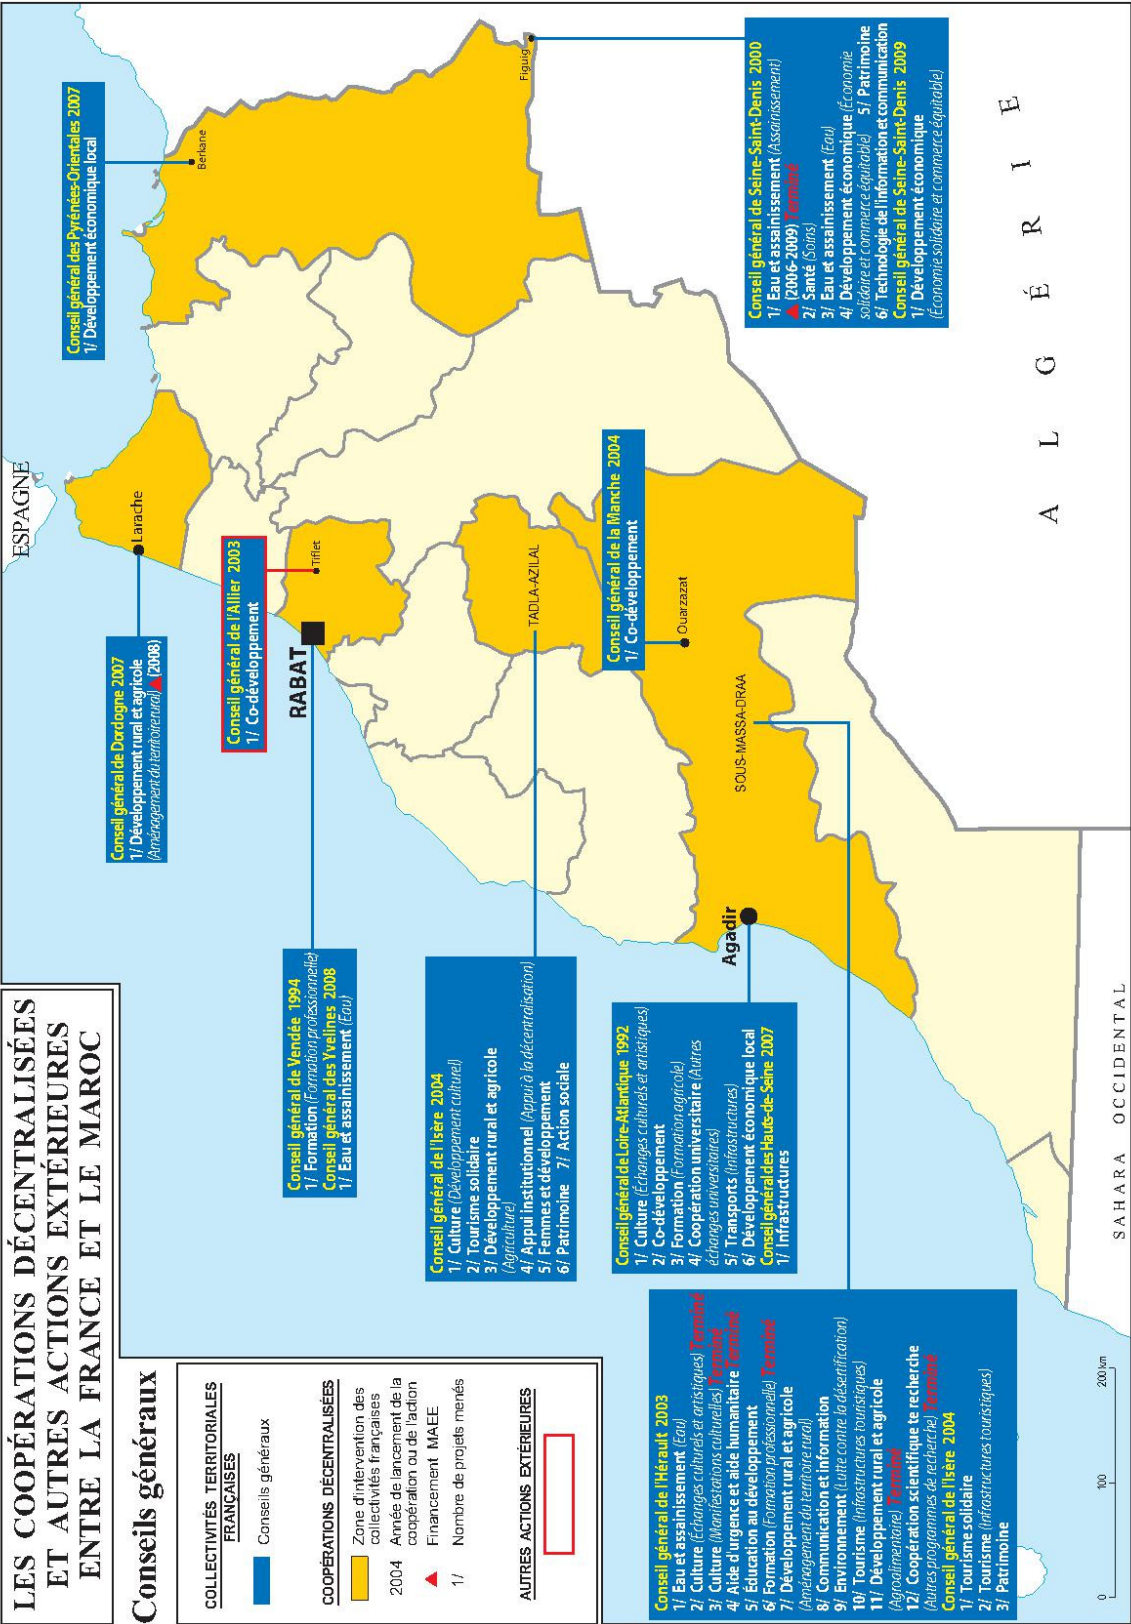 LES COOPÉRATIONS DÉCENTRALISÉES
ET AUTRES ACTIONS EXTÉRIEURES
ENTRE LA FRANCE ET LE MAROC
Conseils généraux
COLLECTIVITÉS TERRITORIALES
FRANÇAISES
Conseils généraux
COOPÉRATIONS DÉCENTRALISÉES
Zone d'intervention des
collectivités françaises
2004 Année de lancement de la
coopération ou de l'action
Financement MAEE
1/ Nombre de projets menés
AUTRES ACTIONS EXTÉRIEURES
ESPAGNE
Conseil général de Dordogne 2007
1/ Développement rural et agricole
(Aménagement du territoire rural) (2008)
Larache
Conseil général des Pyrénées-Orientales 2007
1/ Développement économique local
Berkane
Figuig
Conseil général de l'Allier 2003
1/ Co-développement
Tiflet
RABAT
Conseil général de Vendée 1994
1/ Formation (Formation professionnelle)
Conseil général des Yvelines 2008
1/ Eau et assainissement (Eau)
Conseil général de l'Isère 2004
1/ Culture (Développement culturel)
2/ Tourisme solidaire
3/ Développement rural et agricole
(Agriculture)
4/ Appui institutionnel (Appui à la décentralisation)
5/ Femmes et développement
6/ Patrimoine 7/ Action sociale
TADLA-AZILAL
Conseil général de la Manche 2004
1/ Co-développement
Ouarzazat
SOUS-MASSA-DRAA
Agadir
Conseil général de Loire-Atlantique 1992
1/ Culture (Échanges culturels et artistiques)
2/ Co-développement
3/ Formation (Formation agricole)
4/ Coopération universitaire (Autres
échanges universitaires)
5/ Transports (Infrastructures)
6/ Développement économique local
Conseil général des Hauts-de-Seine 2007
1/ Infrastructures
Conseil général de l'Hérault 2003
1/ Eau et assainissement (Eau)
2/ Culture (Échanges culturels et artistiques) Terminé
3/ Culture (Manifestations culturelles) Terminé
4/ Aide d'urgence et aide humanitaire Terminé
5/ Éducation au développement
6/ Formation (Formation professionnelle) Terminé
7/ Développement rural et agricole
(Aménagement du territoire rural)
8/ Communication et information
9/ Environnement (Lutte contre la désertification)
10/ Tourisme (Infrastructures touristiques)
11/ Développement rural et agricole
(Agroalimentaire) Terminé
12/ Coopération scientifique te recherche
(Autres programmes de recherche) Terminé
Conseil général de l'Isère 2004
1/ Tourisme solidaire
2/ Tourisme (Infrastructures touristiques)
3/ Patrimoine
Conseil général de Seine-Saint-Denis 2000
1/ Eau et assainissement (Assainissement)
(2006-2009) Terminé
2/ Santé (Soins)
3/ Eau et assainissement (Eau)
4/ Développement économique (Économie
solidaire et commerce équitable) 5/ Patrimoine
6/ Technologie de l'information et communication
Conseil général de Seine-Saint-Denis 2009
1/ Développement économique
(Économie solidaire et commerce équitable)
ALGÉRIE
SAHARA OCCIDENTAL
0 100 200 km